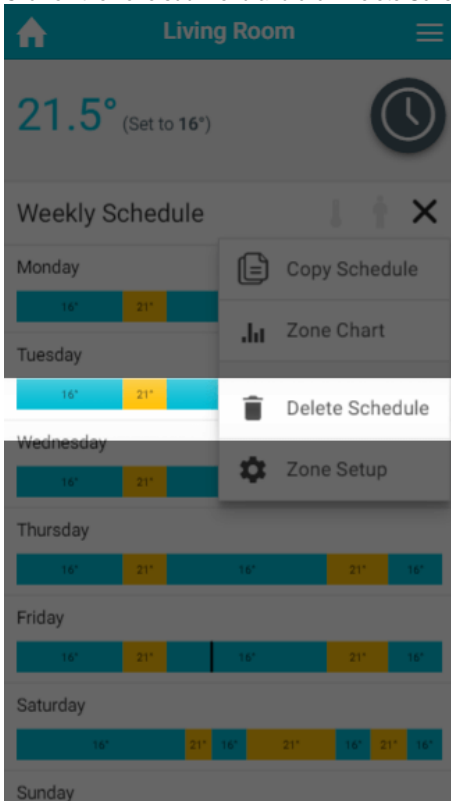 Living Room
21.5° (Set to 16°)
Weekly Schedule
Monday
Copy Schedule
16° 21°
Zone Chart
Tuesday
16° 21°
Delete Schedule
Wednesday
16° 21°
Zone Setup
Thursday
16° 21° 16° 21° 16°
Friday
16° 21° 16° 21° 16°
Saturday
16° 21° 16° 21° 16° 21° 16°
Sunday